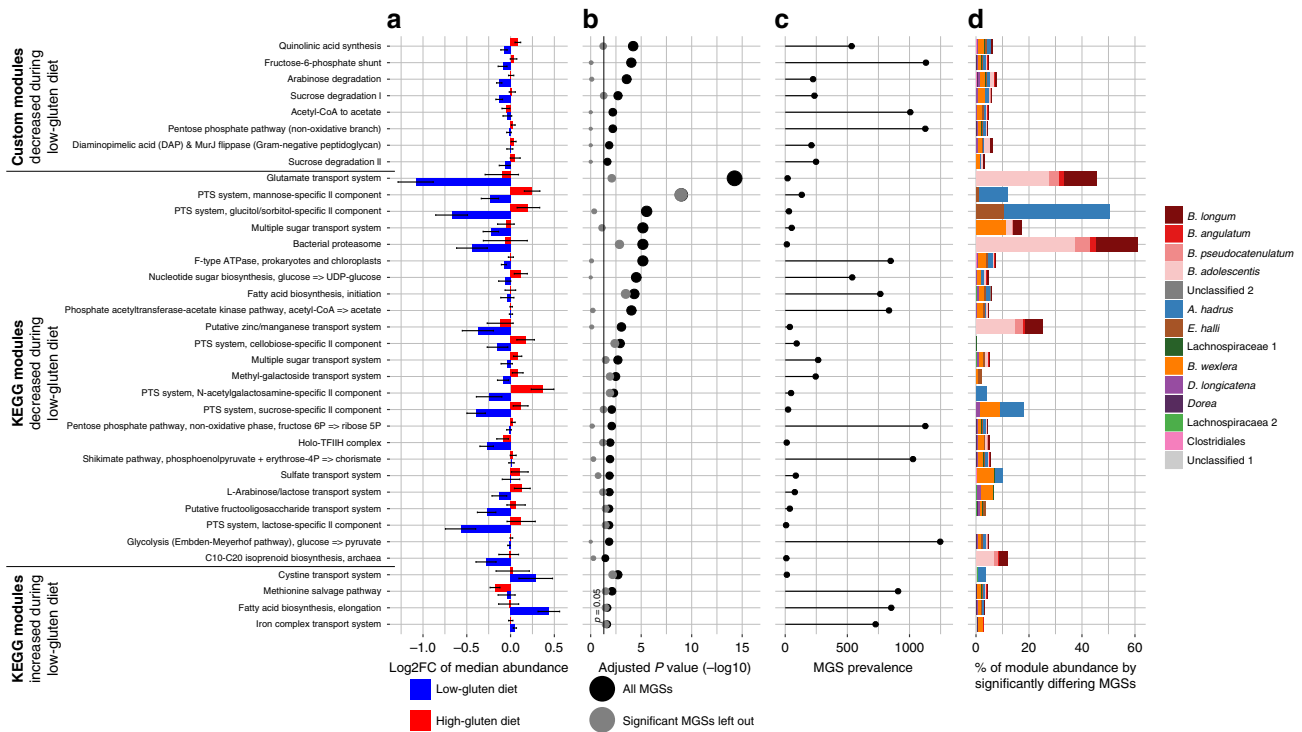 a
b
c
d
Custom modules
decreased during
low-gluten diet
Quinolinic acid synthesis
Fructose-6-phosphate shunt
Arabinose degradation
Sucrose degradation I
Acetyl-CoA to acetate
Pentose phosphate pathway (non-oxidative branch)
Diaminopimelic acid (DAP) & MurJ flippase (Gram-negative peptidoglycan)
Sucrose degradation II
KEGG modules
decreased during
low-gluten diet
Glutamate transport system
PTS system, mannose-specific II component
PTS system, glucitol/sorbitol-specific II component
Multiple sugar transport system
Bacterial proteasome
F-type ATPase, prokaryotes and chloroplasts
Nucleotide sugar biosynthesis, glucose => UDP-glucose
Fatty acid biosynthesis, initiation
Phosphate acetyltransferase-acetate kinase pathway, acetyl-CoA => acetate
Putative zinc/manganese transport system
PTS system, cellobiose-specific II component
Multiple sugar transport system
Methyl-galactoside transport system
PTS system, N-acetylgalactosamine-specific II component
PTS system, sucrose-specific II component
Pentose phosphate pathway, non-oxidative phase, fructose 6P => ribose 5P
Holo-TFIIH complex
Shikimate pathway, phosphoenolpyruvate + erythrose-4P => chorismate
Sulfate transport system
L-Arabinose/lactose transport system
Putative fructooligosaccharide transport system
PTS system, lactose-specific II component
Glycolysis (Embden-Meyerhof pathway), glucose => pyruvate
C10-C20 isoprenoid biosynthesis, archaea
KEGG modules
increased during
low-gluten diet
Cystine transport system
Methionine salvage pathway
Fatty acid biosynthesis, elongation
Iron complex transport system
p = 0.05
−1.0 −0.5 0.0 0.5
Log2FC of median abundance
Low-gluten diet
High-gluten diet
0 5 10 15
Adjusted P value (−log10)
All MGSs
Significant MGSs left out
0 500 1000
MGS prevalence
0 10 20 30 40 50 60
% of module abundance by
significantly differing MGSs
B. longum
B. angulatum
B. pseudocatenulatum
B. adolescentis
Unclassified 2
A. hadrus
E. halli
Lachnospiraceae 1
B. wexlera
D. longicatena
Dorea
Lachnospiracaea 2
Clostridiales
Unclassified 1